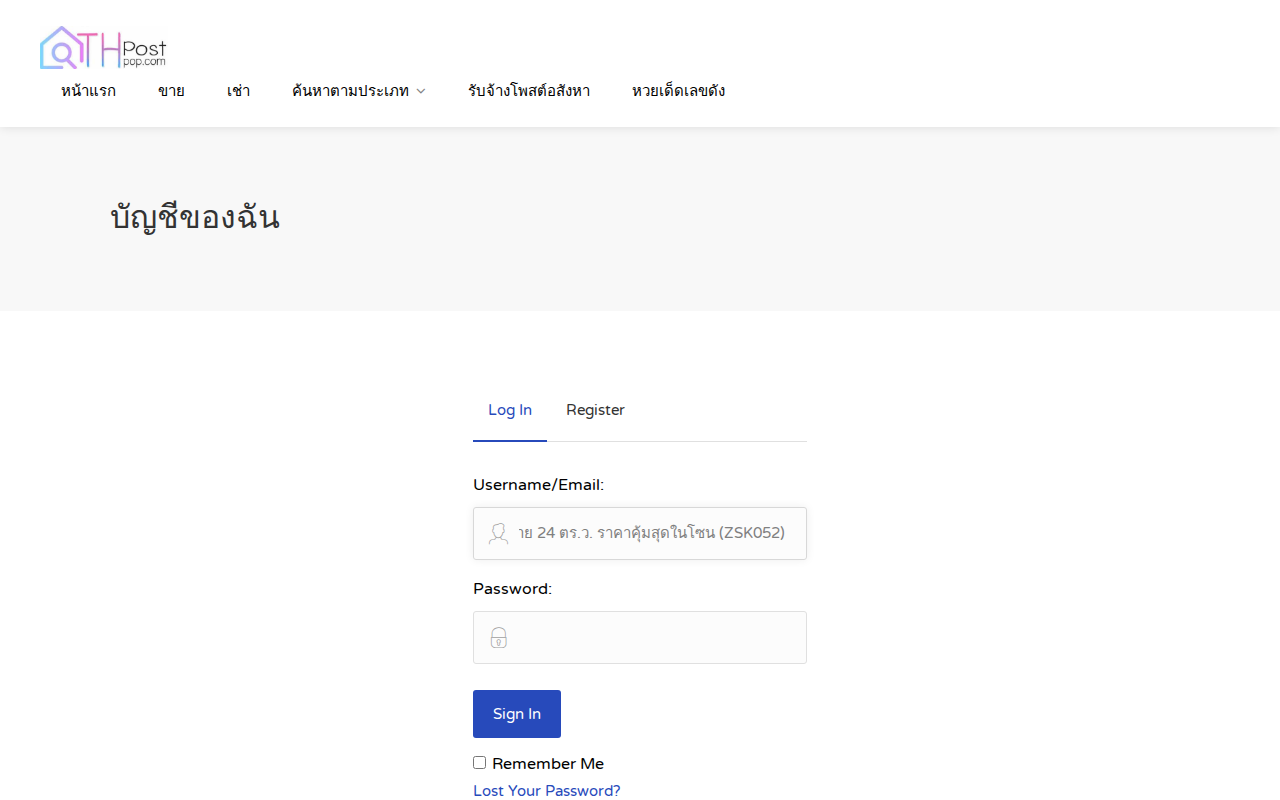 THPost
pop.com
หน้าแรก ขาย เช่า ค้นหาตามประเภท รับจ้างโพสต์อสังหา หวยเด็ดเลขดัง
บัญชีของฉัน
Log In Register
Username/Email:
าย 24 ตร.ว. ราคาคุ้มสุดในโซน (ZSK052)
Password:
Sign In
Remember Me
Lost Your Password?